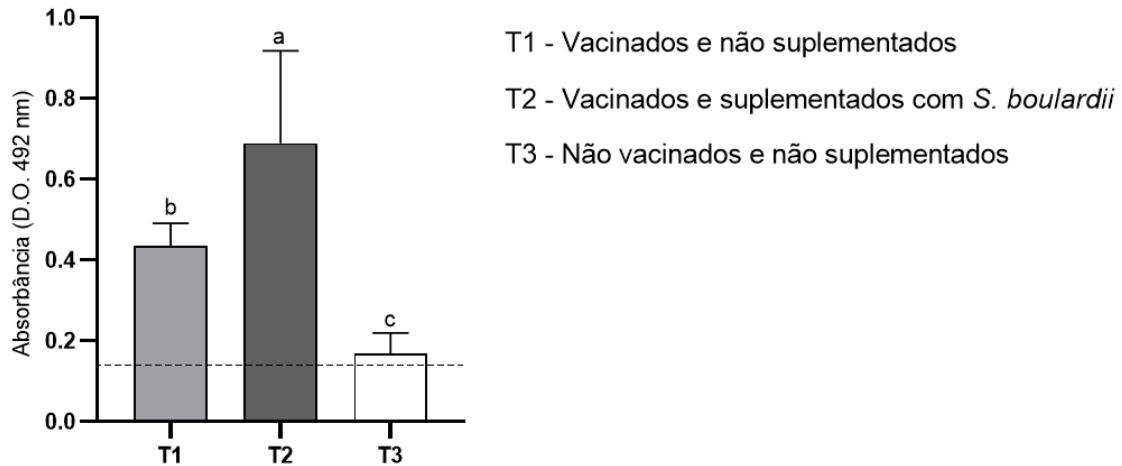 1.0
0.8
0.6
0.4
0.2
0.0
Absorbância (D.O. 492 nm)
b
a
c
T1
T2
T3
T1 - Vacinados e não suplementados
T2 - Vacinados e suplementados com S. boulardii
T3 - Não vacinados e não suplementados